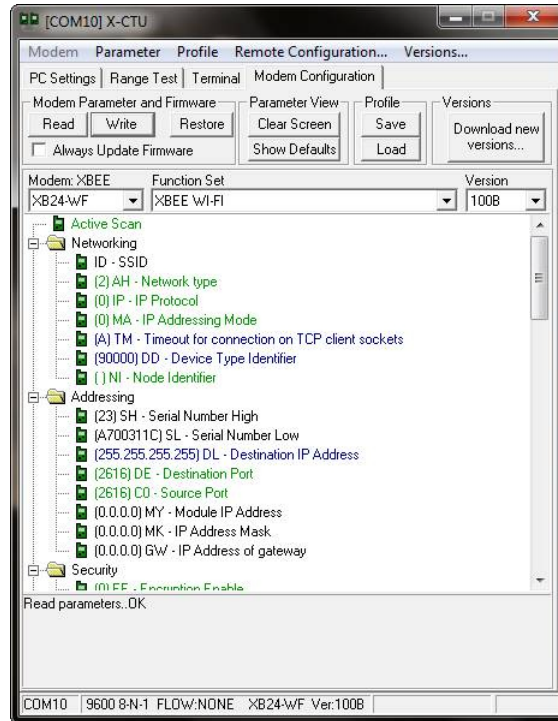 [COM10] X-CTU
Modem Parameter Profile Remote Configuration... Versions...
PC Settings Range Test Terminal Modem Configuration
Modem Parameter and Firmware Parameter View Profile Versions
Read Write Restore Clear Screen Save Download new versions...
Always Update Firmware Show Defaults Load
Modem: XBEE Function Set Version
XB24-WF XBEE WI-FI 100B
Active Scan
Networking
ID - SSID
(2) AH - Network type
(0) IP - IP Protocol
(0) MA - IP Addressing Mode
(A) TM - Timeout for connection on TCP client sockets
(90000) DD - Device Type Identifier
( ) NI - Node Identifier
Addressing
(23) SH - Serial Number High
(A700311C) SL - Serial Number Low
(255.255.255.255) DL - Destination IP Address
(2616) DE - Destination Port
(2616) C0 - Source Port
(0.0.0.0) MY - Module IP Address
(0.0.0.0) MK - IP Address Mask
(0.0.0.0) GW - IP Address of gateway
Security
(0) EE - Encryption Enable
Read parameters..OK
COM10 9600 8-N-1 FLOW:NONE XB24-WF Ver:100B